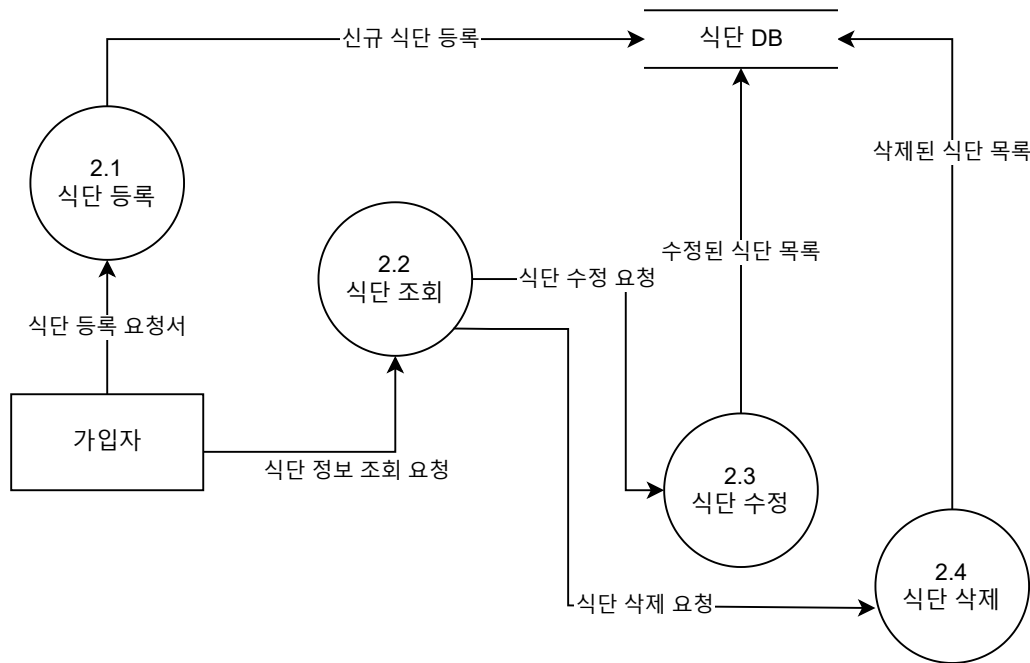 신규 식단 등록
식단 DB
2.1
식단 등록
삭제된 식단 목록
2.2
식단 조회
식단 수정 요청
수정된 식단 목록
식단 등록 요청서
가입자
식단 정보 조회 요청
2.3
식단 수정
2.4
식단 삭제
식단 삭제 요청